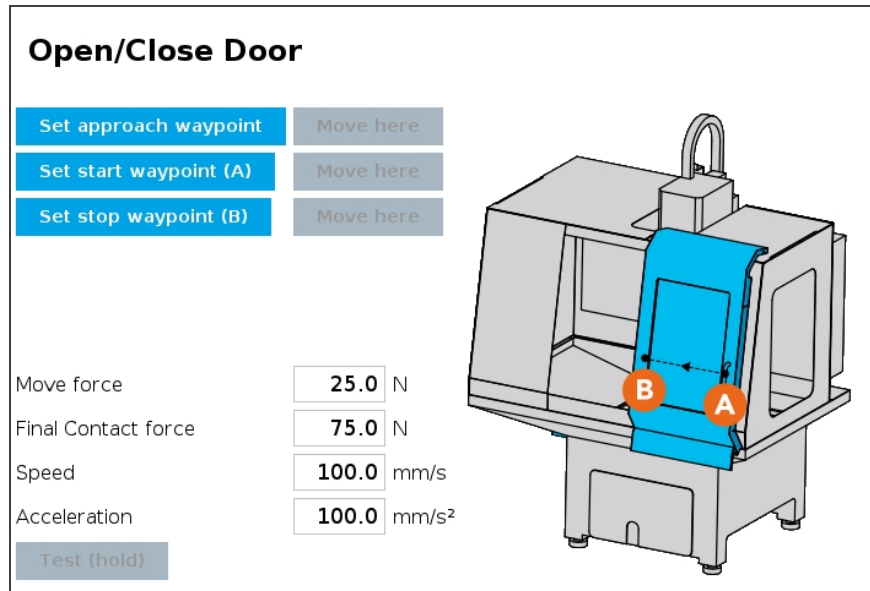 Open/Close Door
Set approach waypoint Move here
Set start waypoint (A) Move here
Set stop waypoint (B) Move here
B
A
Move force 25.0 N
Final Contact force 75.0 N
Speed 100.0 mm/s
Acceleration 100.0 mm/s²
Test (hold)